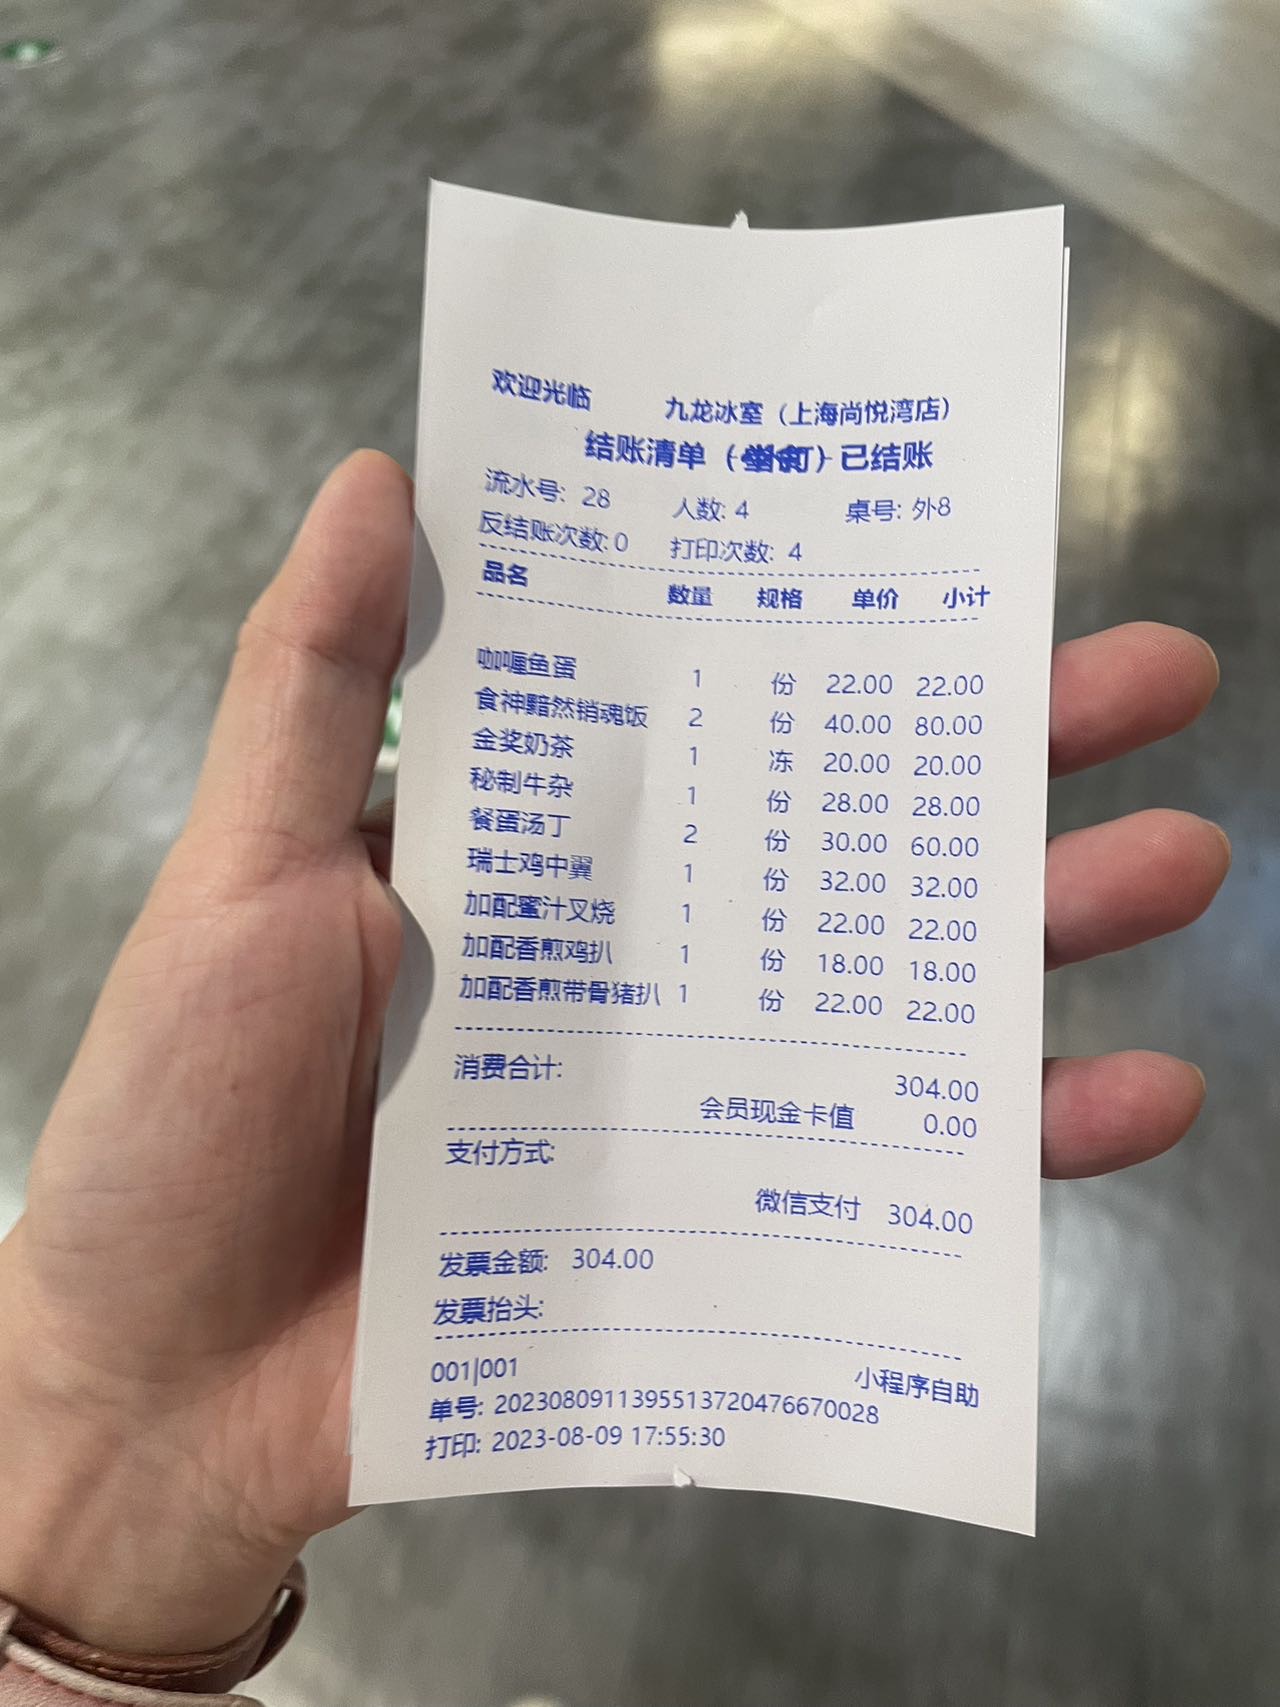 欢迎光临 九龙冰室（上海尚悦湾店）
结账清单 已结账
流水号: 28 人数: 4 桌号: 外8
反结账次数: 0 打印次数: 4
品名 数量 规格 单价 小计
咖喱鱼蛋 1 份 22.00 22.00
食神黯然销魂饭 2 份 40.00 80.00
金奖奶茶 1 冻 20.00 20.00
秘制牛杂 1 份 28.00 28.00
餐蛋汤丁 2 份 30.00 60.00
瑞士鸡中翼 1 份 32.00 32.00
加配蜜汁叉烧 1 份 22.00 22.00
加配香煎鸡扒 1 份 18.00 18.00
加配香煎带骨猪扒 1 份 22.00 22.00
消费合计: 304.00
会员现金卡值 0.00
支付方式:
微信支付 304.00
发票金额: 304.00
发票抬头:
001|001 小程序自助
单号: 20230809113955137204766​70028
打印: 2023-08-09 17:55:30